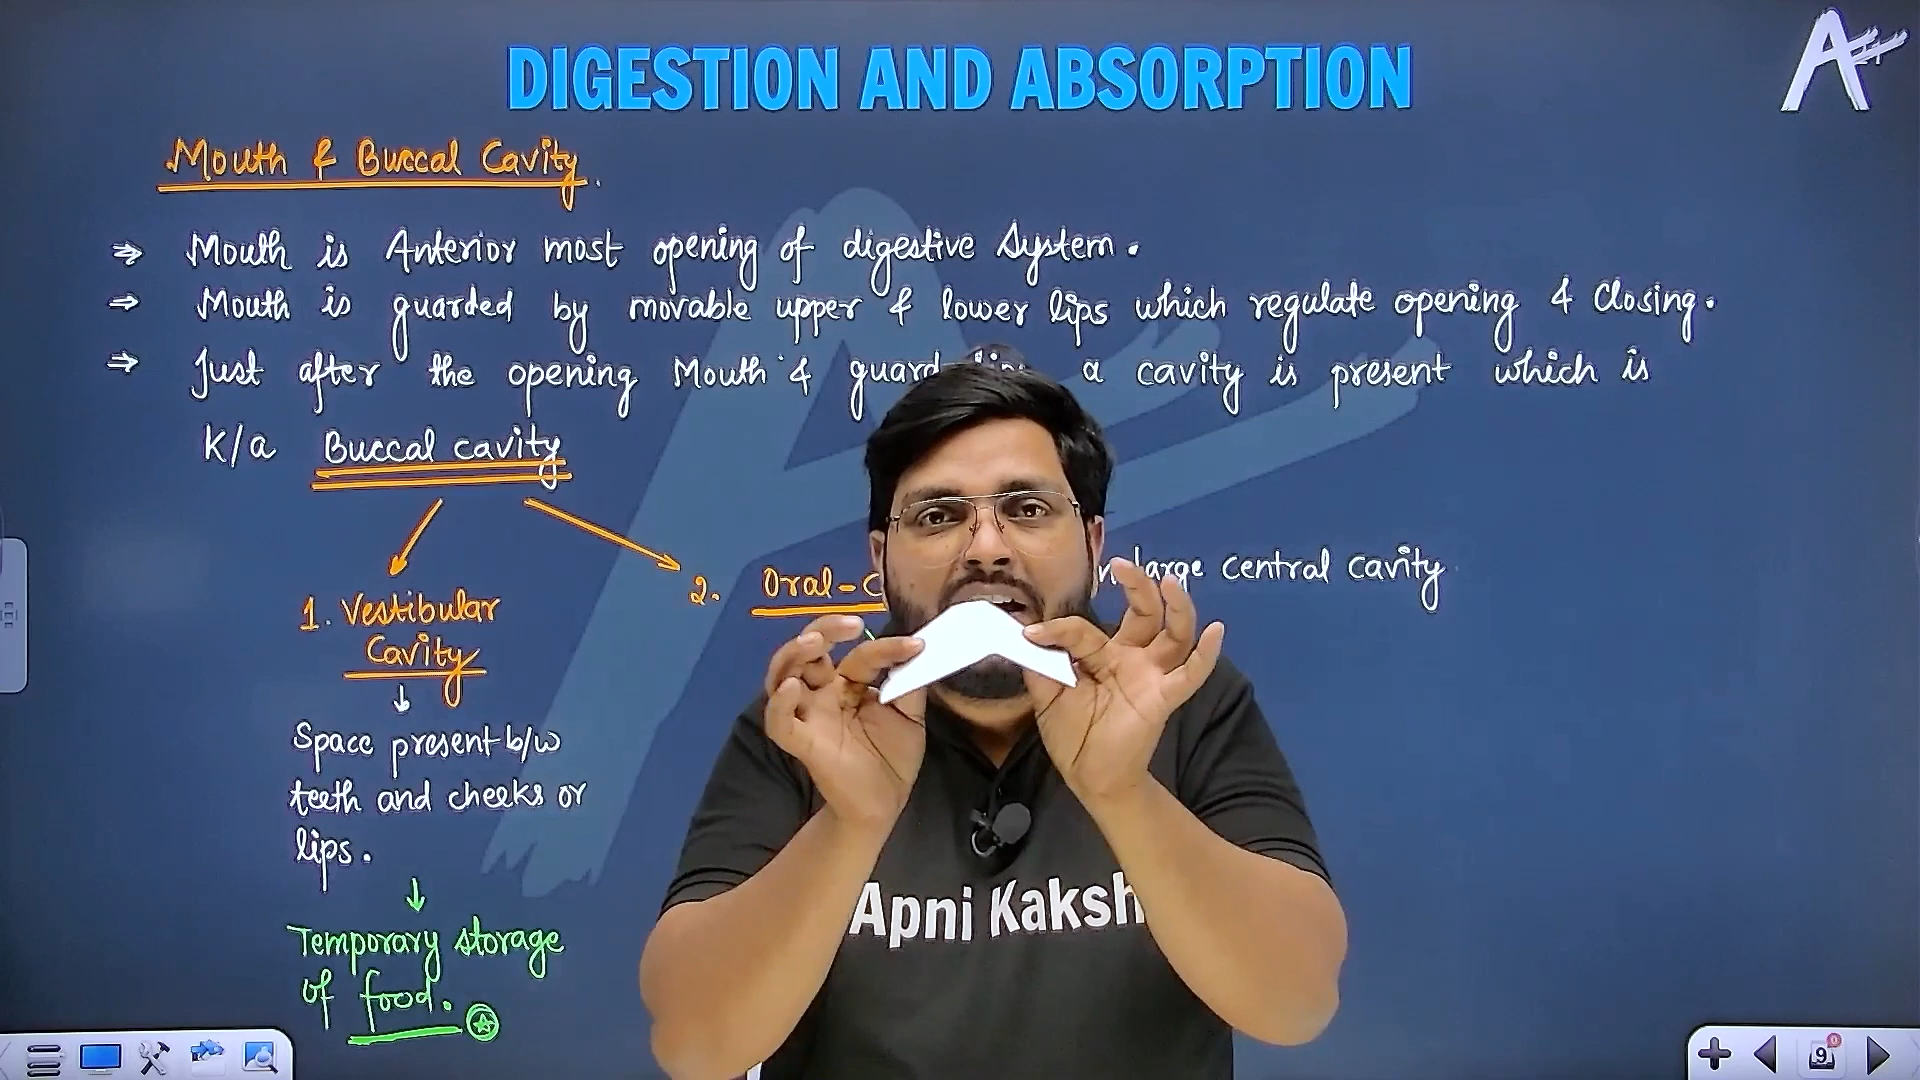 DIGESTION AND ABSORPTION
Mouth & Buccal Cavity.
⇒ Mouth is Anterior most opening of digestive System.
⇒ Mouth is guarded by movable upper & lower lips which regulate opening & Closing.
⇒ Just after the opening Mouth & guard a cavity is present which is
K/a Buccal cavity
1. Vestibular
Cavity
↓
Space present b/w
teeth and cheeks or
lips.
↓
Temporary storage
of food.
2. Oral-C
large central cavity
Apni Kaksh
9